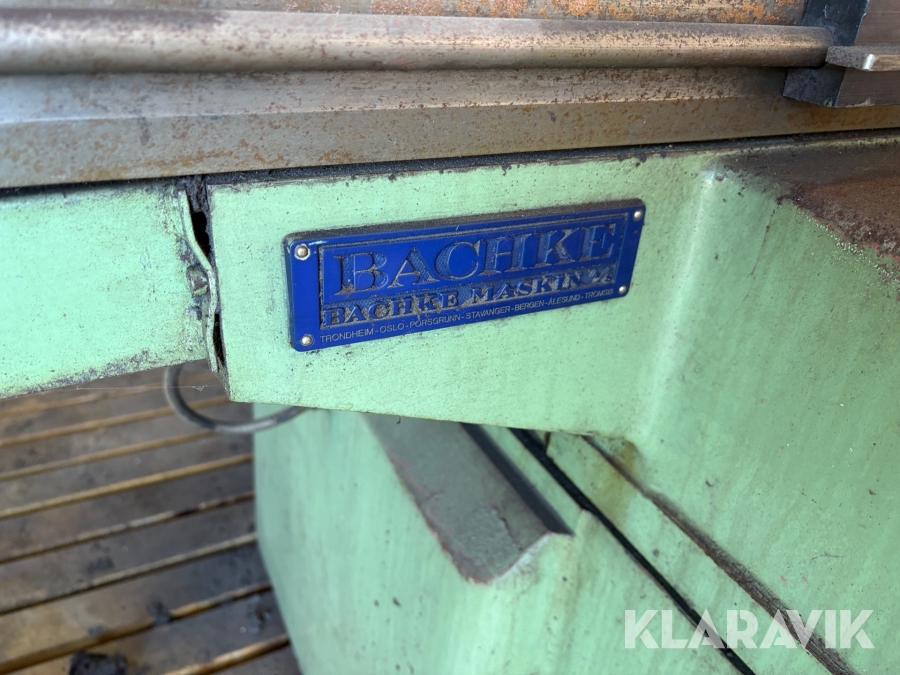 BACHKE
BACHKE MASKIN %
TRONDHEIM-OSLO-PORSGRUNN-STAVANGER-BERGEN-ÅLESUND-TROMSØ
KLARAVIK